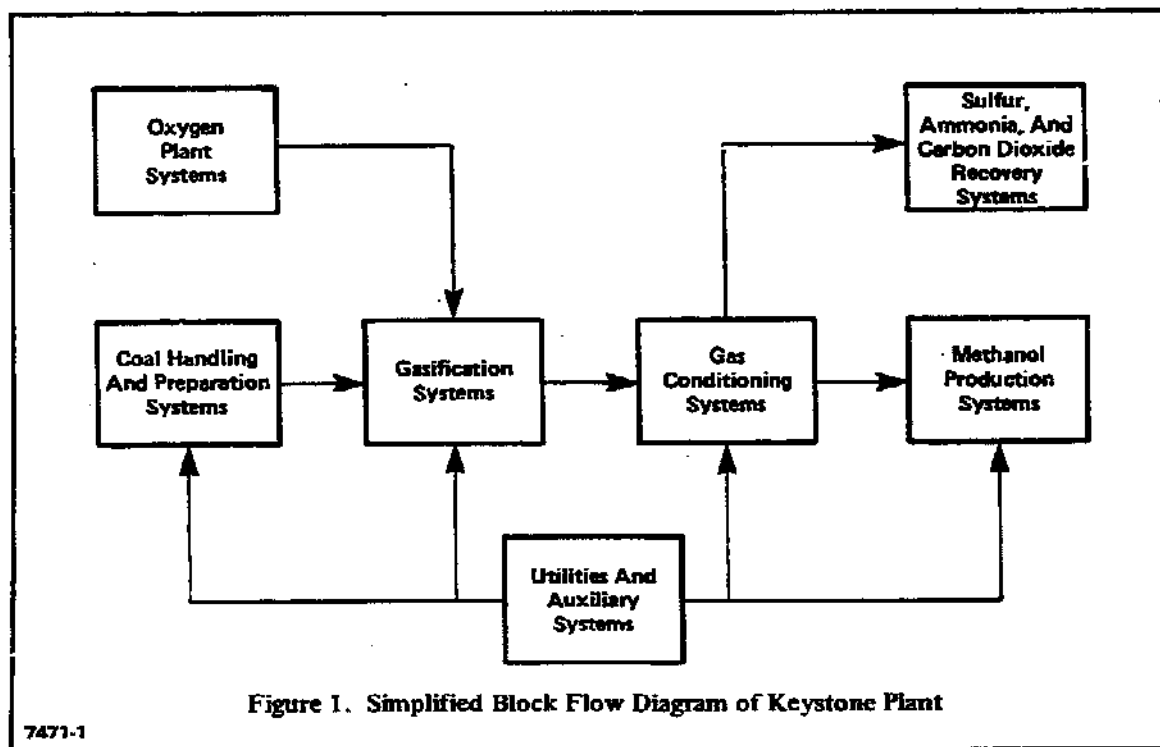 Oxygen
Plant
Systems
Sulfur,
Ammonia, And
Carbon Dioxide
Recovery
Systems
Coal Handling
And Preparation
Systems
Gasification
Systems
Gas
Conditioning
Systems
Methanol
Production
Systems
Utilities And
Auxiliary
Systems
Figure 1. Simplified Block Flow Diagram of Keystone Plant
7471-1